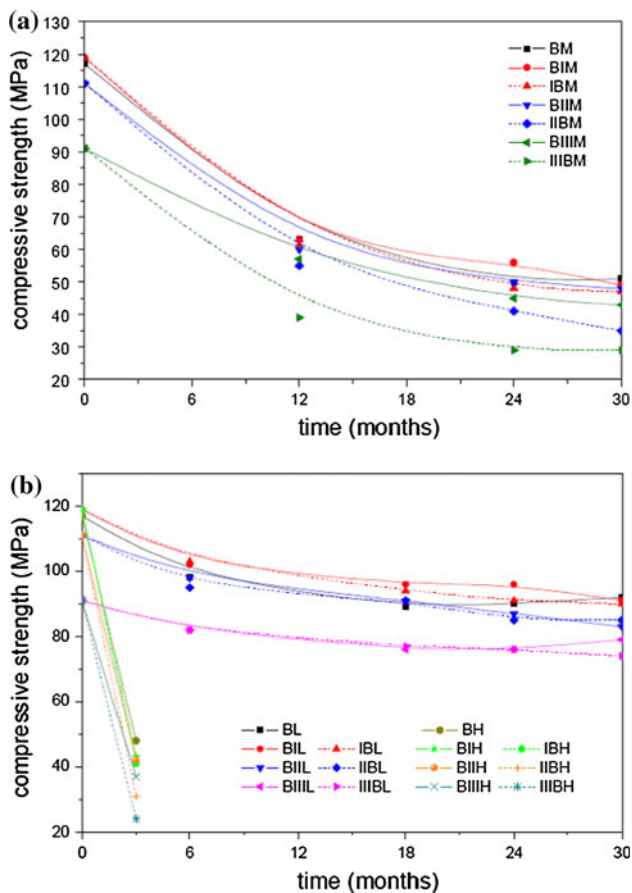 (a)
compressive strength (MPa)
130
120
110
100
90
80
70
60
50
40
30
20
BM
BIM
IBM
BIIM
IIBM
BIIIM
IIIBM
0 6 12 18 24 30
time (months)
(b)
compressive strength (MPa)
120
100
80
60
40
20
BL BH
BIL IBL BIH IBH
BIIL IIBL BIIH IIBH
BIIIL IIIBL BIIIH IIIBH
0 6 12 18 24 30
time (months)